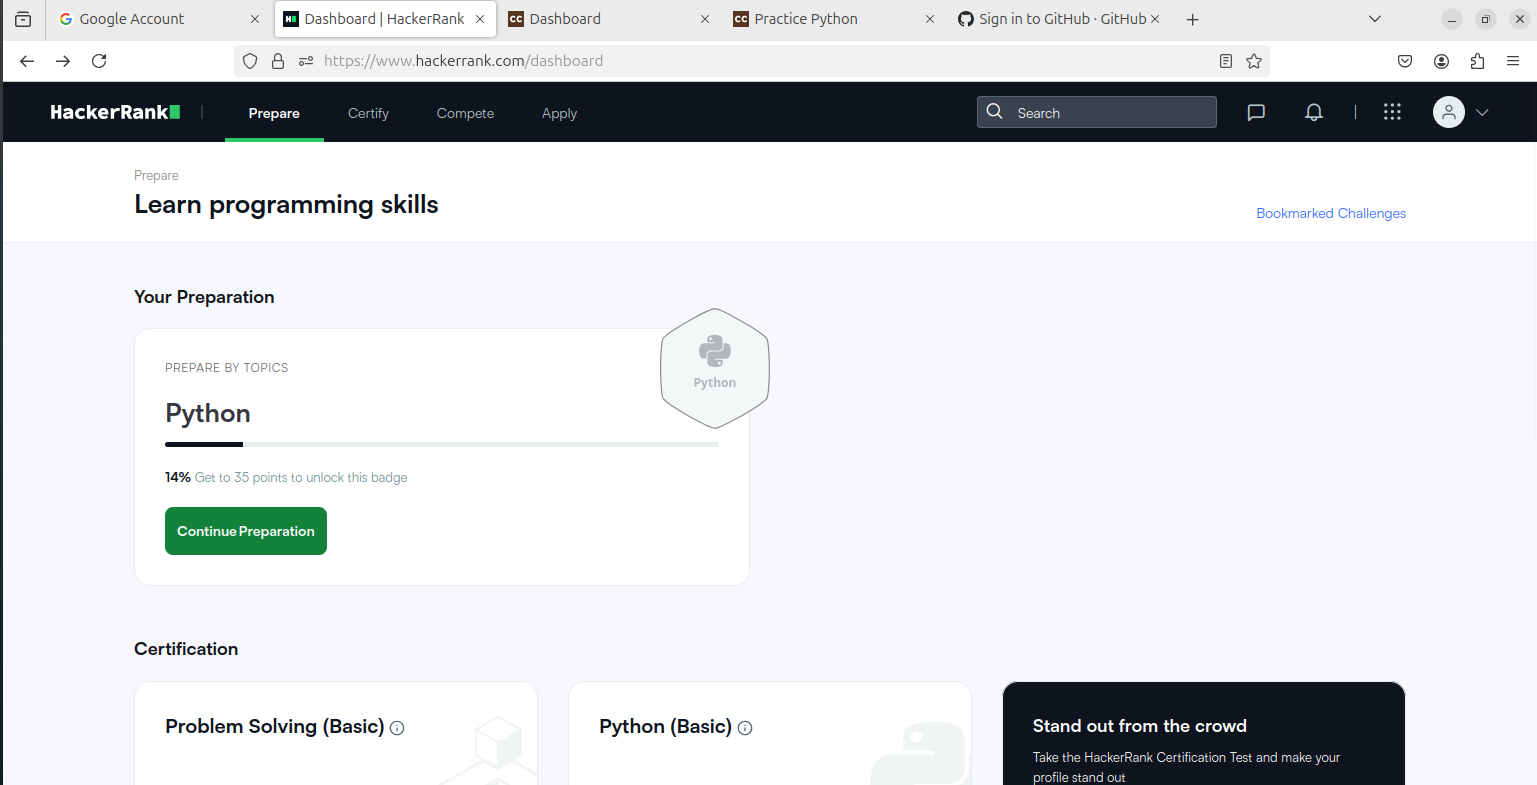 Google Account
Dashboard | HackerRank
Dashboard
Practice Python
Sign in to GitHub · GitHub
https://www.hackerrank.com/dashboard
HackerRank
Prepare
Certify
Compete
Apply
Search
Prepare
Learn programming skills
Bookmarked Challenges
Your Preparation
PREPARE BY TOPICS
Python
Python
14% Get to 35 points to unlock this badge
Continue Preparation
Certification
Problem Solving (Basic)
Python (Basic)
Stand out from the crowd
Take the HackerRank Certification Test and make your
profile stand out